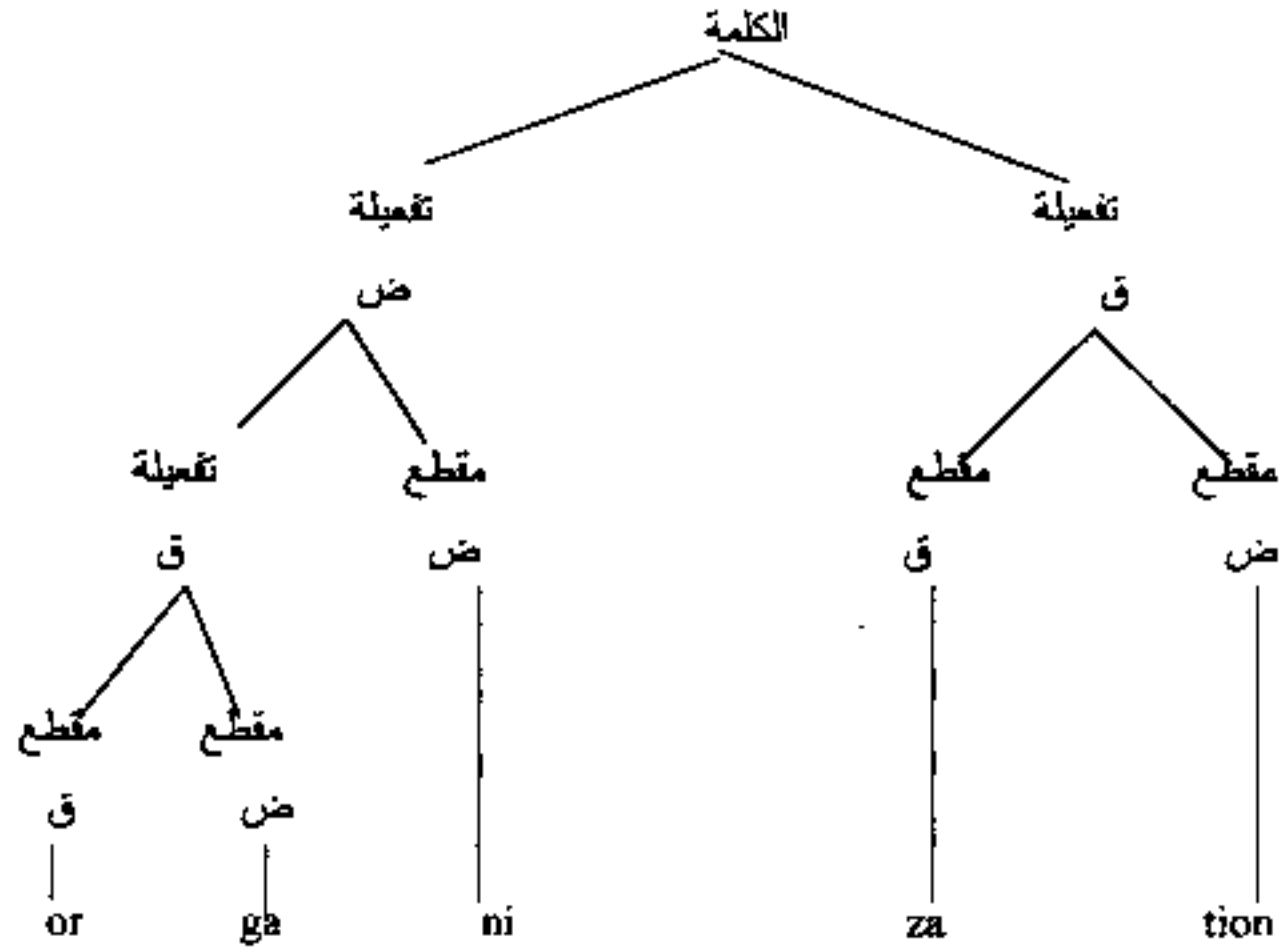 الكلمة
تفعيلة تفعيلة
ض ق
تفعيلة مقطع مقطع مقطع
ق ض ق ض
مقطع مقطع
ق ض
or ga ni za tion